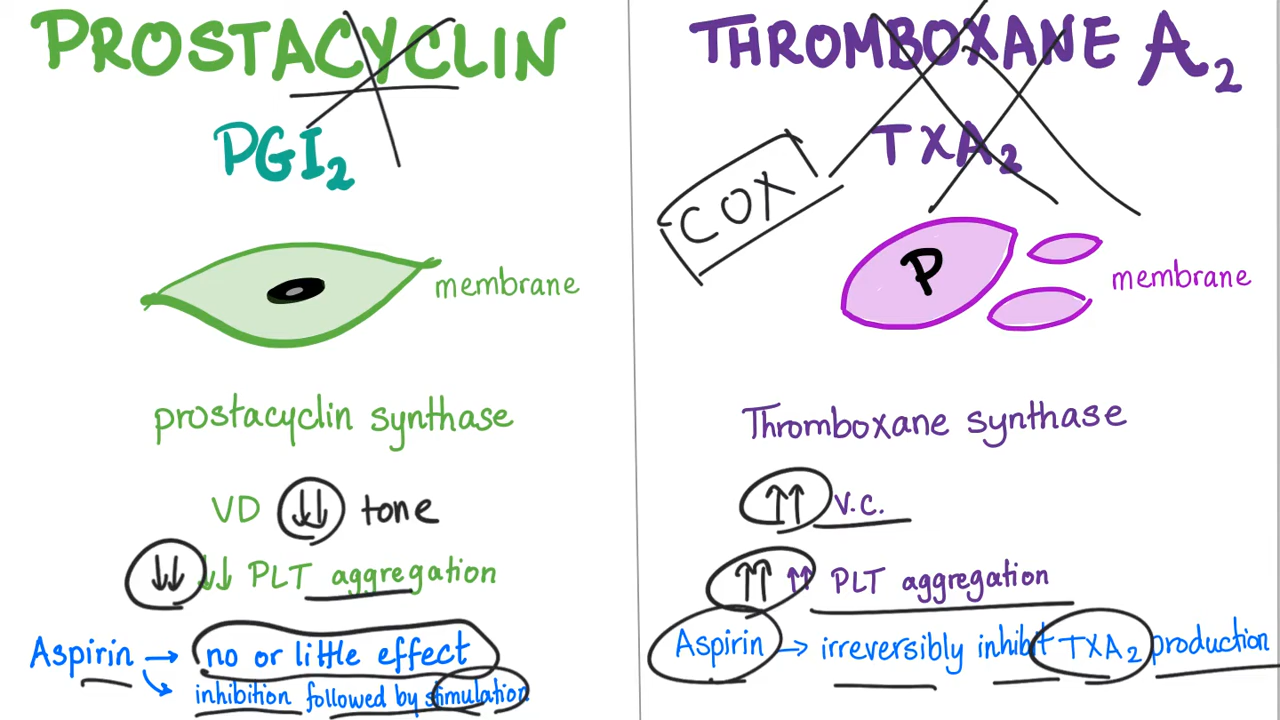 PROSTACYCLIN
PGI2
membrane
prostacyclin synthase
VD ↓↓ tone
↓↓ ↓↓ PLT aggregation
Aspirin → no or little effect
↳ inhibition followed by stimulation
THROMBOXANE A2
TXA2
COX
P
membrane
Thromboxane synthase
↑↑ V.C.
↑↑ ↑↑ PLT aggregation
Aspirin → irreversibly inhibit TXA2 production